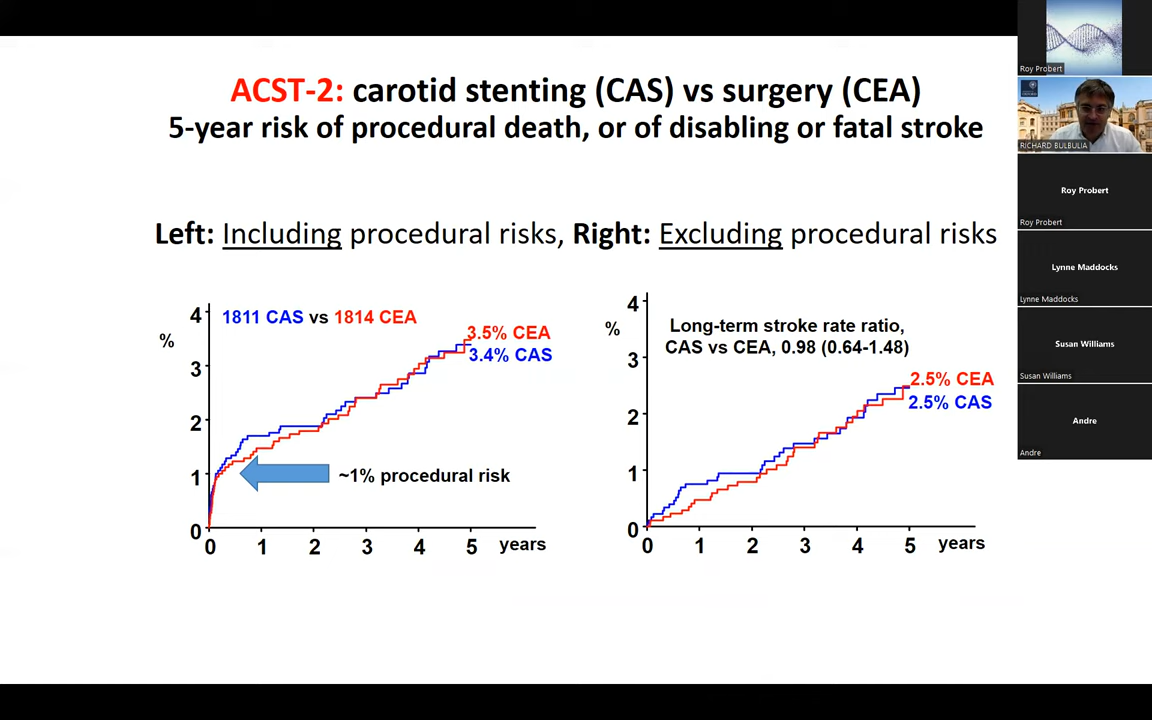 ACST-2: carotid stenting (CAS) vs surgery (CEA)
5-year risk of procedural death, or of disabling or fatal stroke
Left: Including procedural risks, Right: Excluding procedural risks
4
%
3
2
1
0
1811 CAS vs 1814 CEA
3.5% CEA
3.4% CAS
~1% procedural risk
0 1 2 3 4 5 years
4
%
3
2
1
0
Long-term stroke rate ratio,
CAS vs CEA, 0.98 (0.64-1.48)
2.5% CEA
2.5% CAS
0 1 2 3 4 5 years
Roy Probert
RICHARD BULBULIA
Roy Probert
Roy Probert
Lynne Maddocks
Lynne Maddocks
Susan Williams
Susan Williams
Andre
Andre